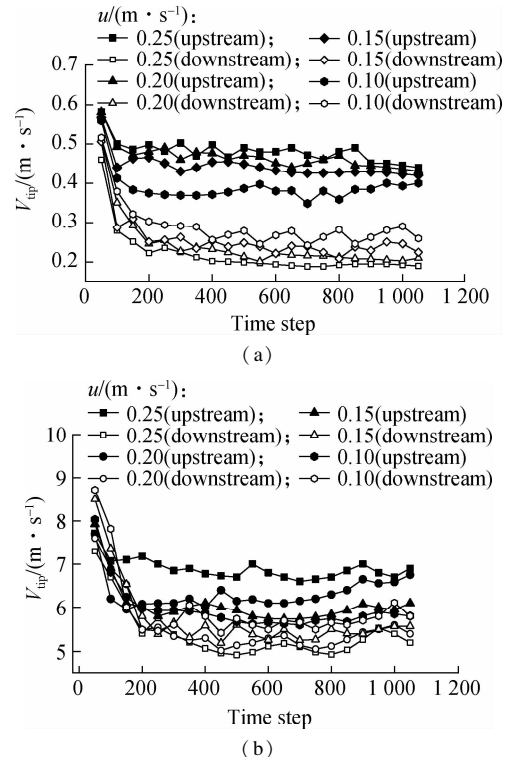 (a)
u/(m·s⁻¹):
0.25(upstream); 0.15(upstream)
0.25(downstream); 0.15(downstream)
0.20(upstream); 0.10(upstream)
0.20(downstream); 0.10(downstream)
0.7
0.6
0.5
0.4
0.3
0.2
Vtip/(m·s⁻¹)
0 200 400 600 800 1 000 1 200
Time step
(a)
(b)
u/(m·s⁻¹):
0.25(upstream); 0.15(upstream)
0.25(downstream); 0.15(downstream)
0.20(upstream); 0.10(upstream)
0.20(downstream); 0.10(downstream)
10
9
8
7
6
5
Vtip/(m·s⁻¹)
0 200 400 600 800 1 000 1 200
Time step
(b)